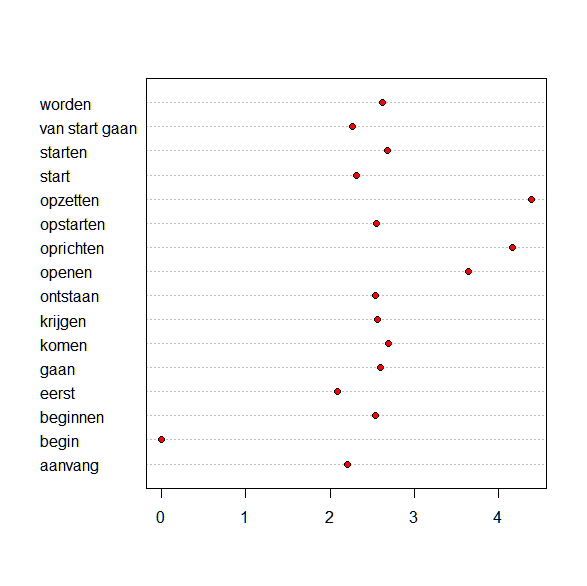 worden
van start gaan
starten
start
opzetten
opstarten
oprichten
openen
ontstaan
krijgen
komen
gaan
eerst
beginnen
begin
aanvang
0 1 2 3 4